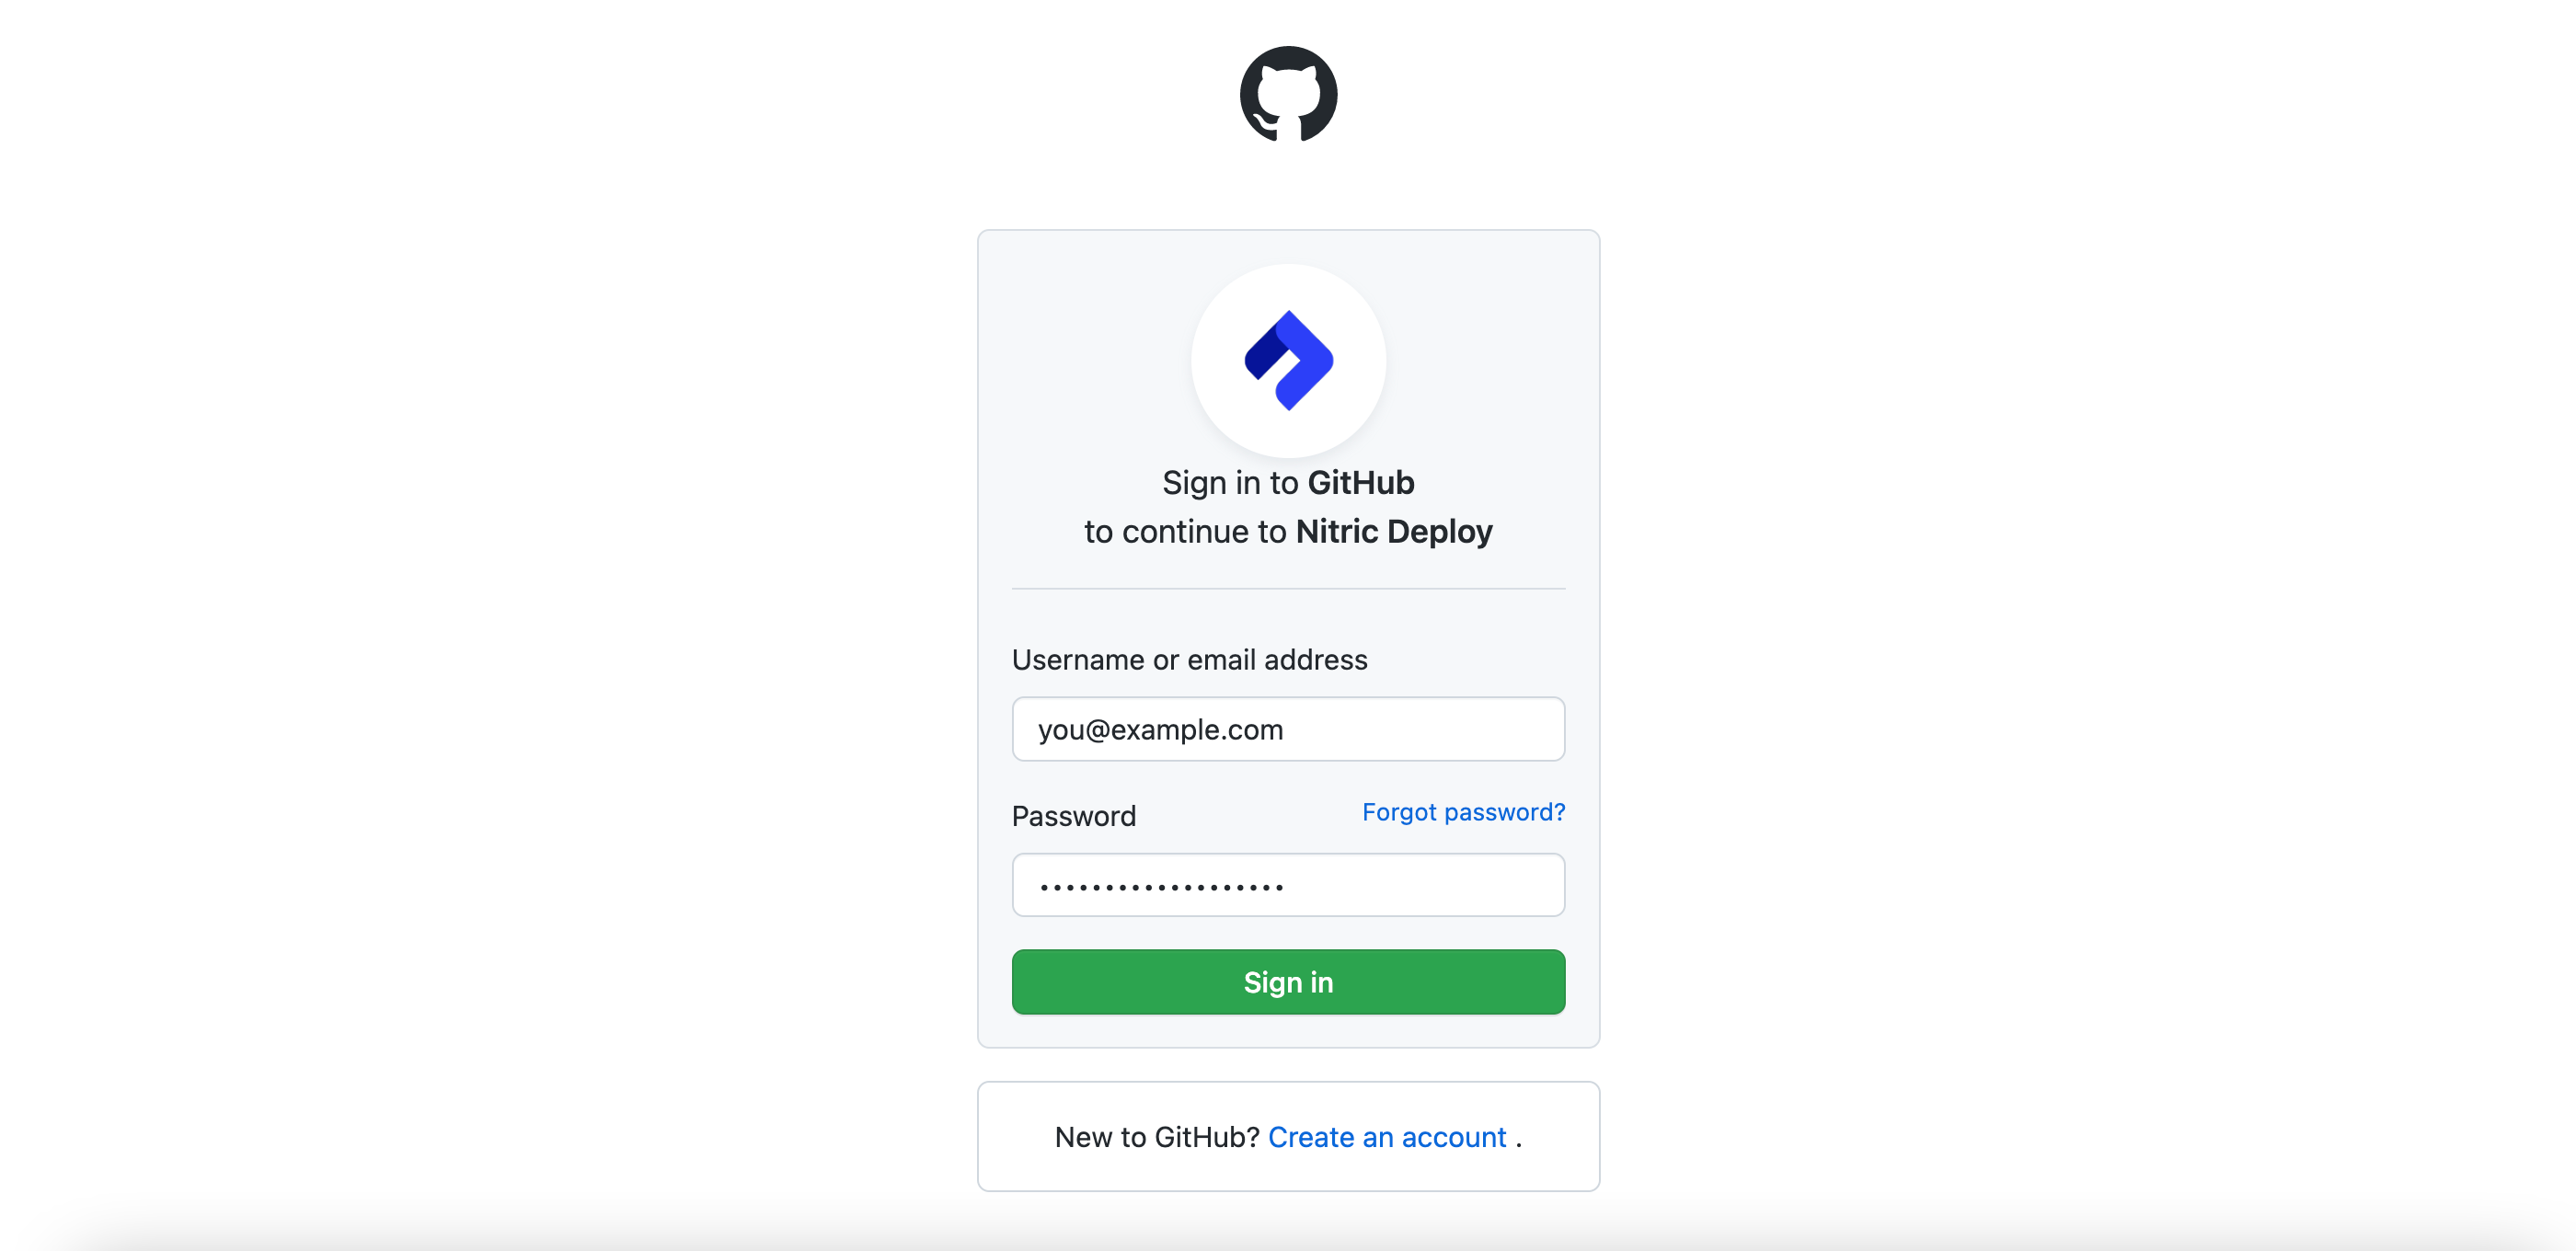 Sign in to GitHub
to continue to Nitric Deploy
Username or email address
you@example.com
Password
Forgot password?
•••••••••••••••••••
Sign in
New to GitHub? Create an account .